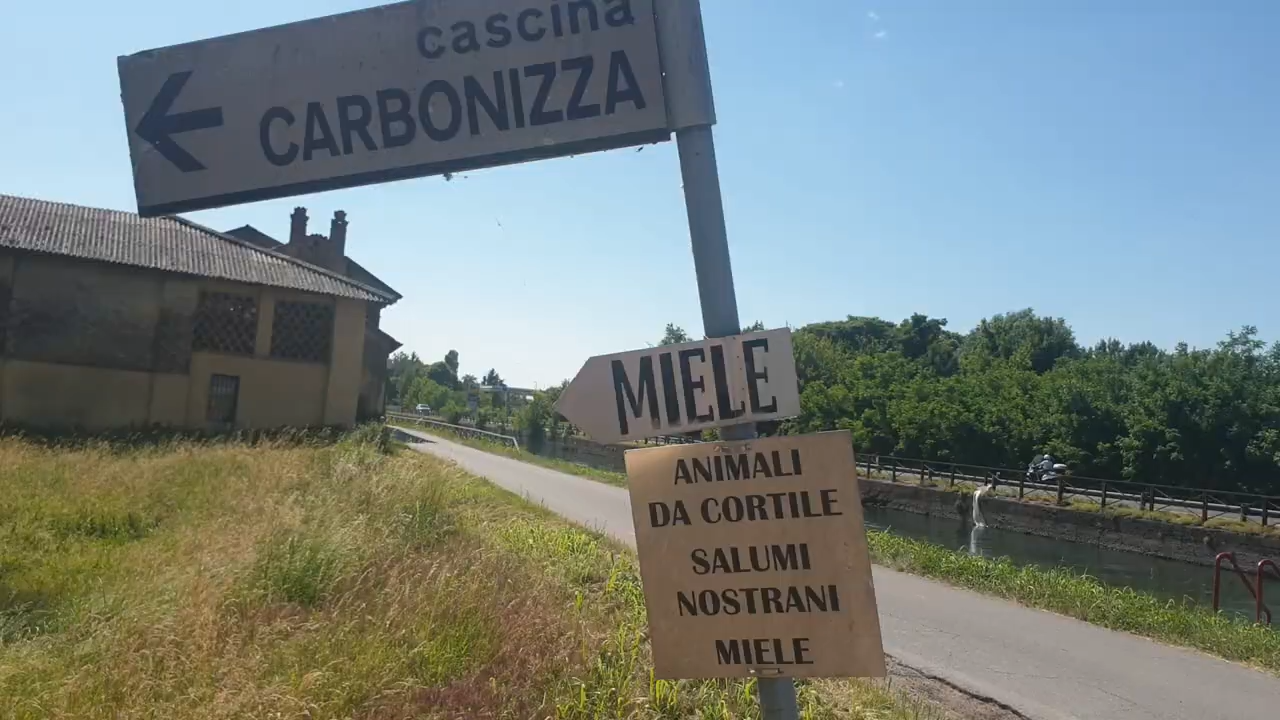 cascina
CARBONIZZA
MIELE
ANIMALI
DA CORTILE
SALUMI
NOSTRANI
MIELE